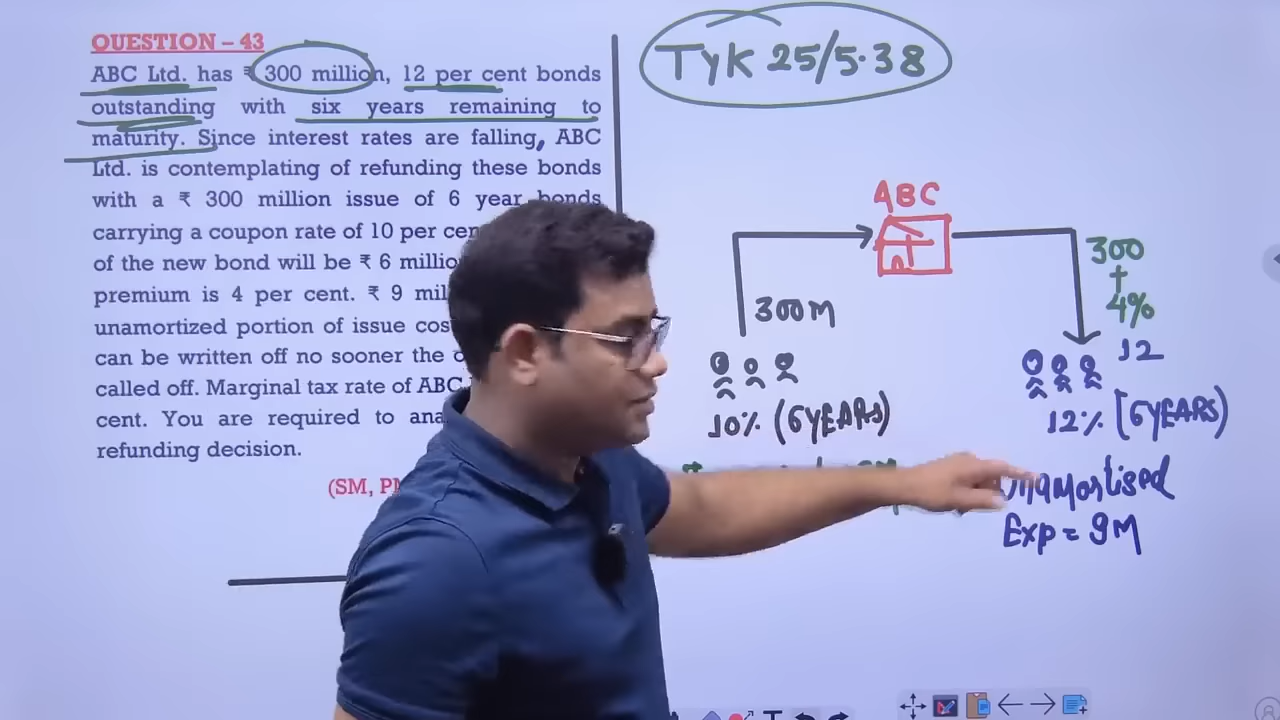 QUESTION – 43
ABC Ltd. has ₹ 300 million, 12 per cent bonds
outstanding with six years remaining to
maturity. Since interest rates are falling, ABC
Ltd. is contemplating of refunding these bonds
with a ₹ 300 million issue of 6 year bonds
carrying a coupon rate of 10 per cen
of the new bond will be ₹ 6 millio
premium is 4 per cent. ₹ 9 mil
unamortized portion of issue cos
can be written off no sooner the o
called off. Marginal tax rate of ABC
cent. You are required to ana
refunding decision.
(SM, P
TYK 25/5.38
ABC
300M
300
+
4%
12
10% (6YEARS)
12% (6YEARS)
Unamortised
Exp = 9M